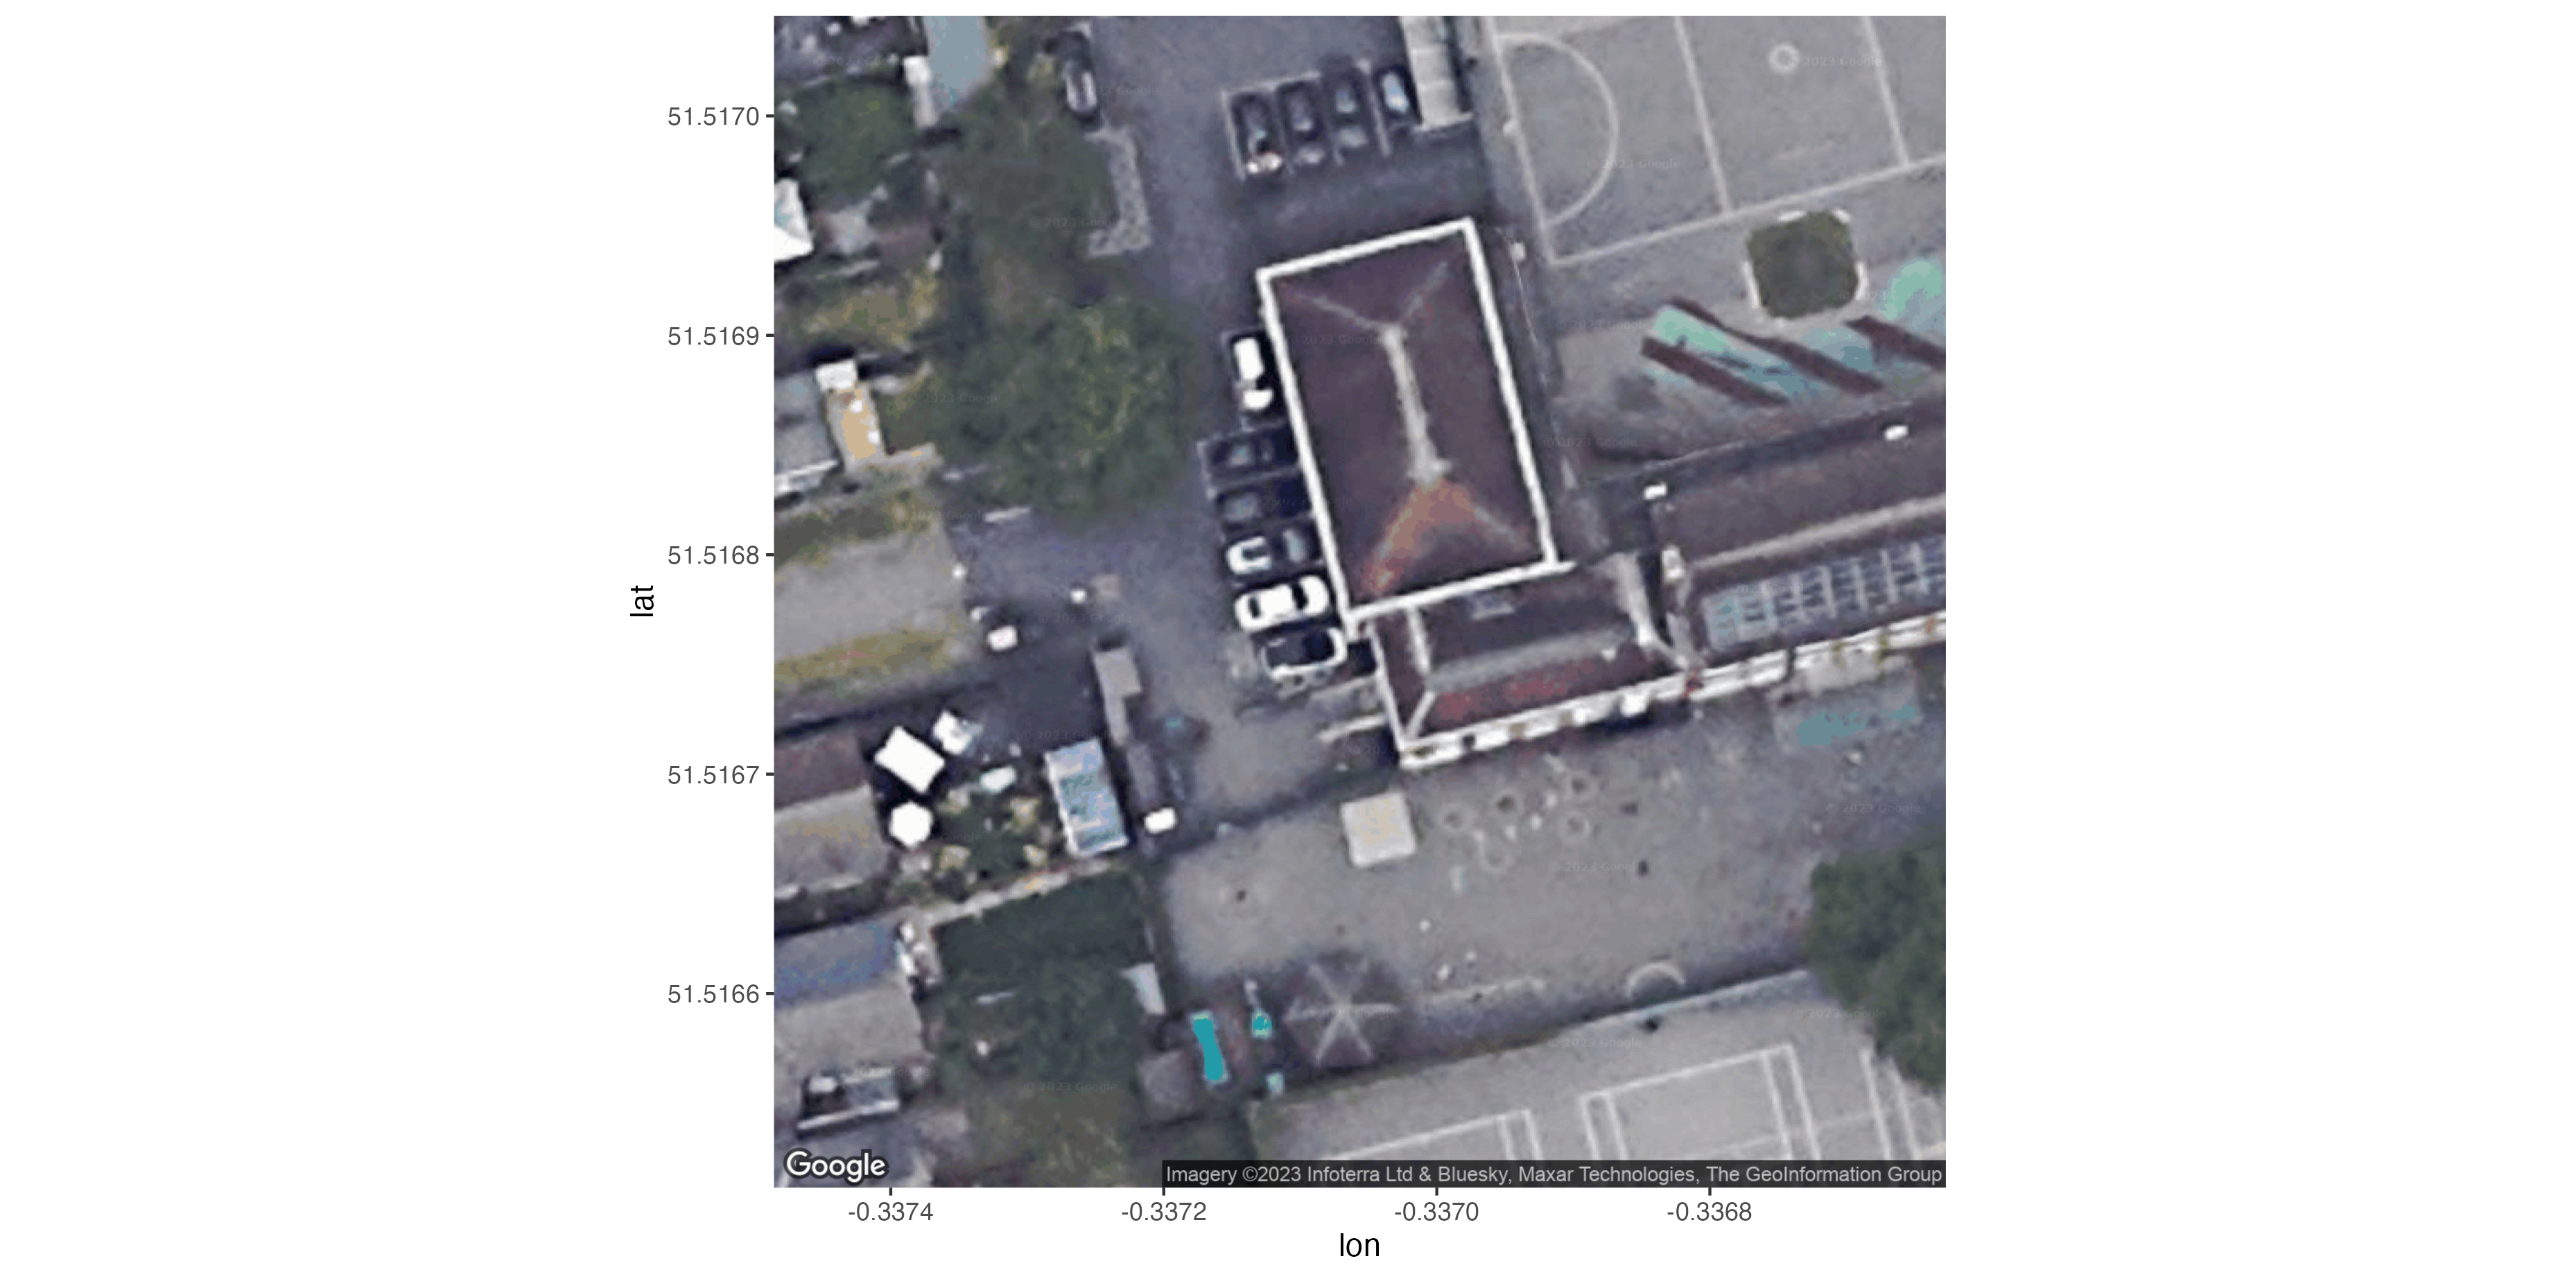 51.5170
51.5169
51.5168
lat
51.5167
51.5166
Google
Imagery ©2023 Infoterra Ltd & Bluesky, Maxar Technologies, The GeoInformation Group
-0.3374
-0.3372
-0.3370
-0.3368
lon